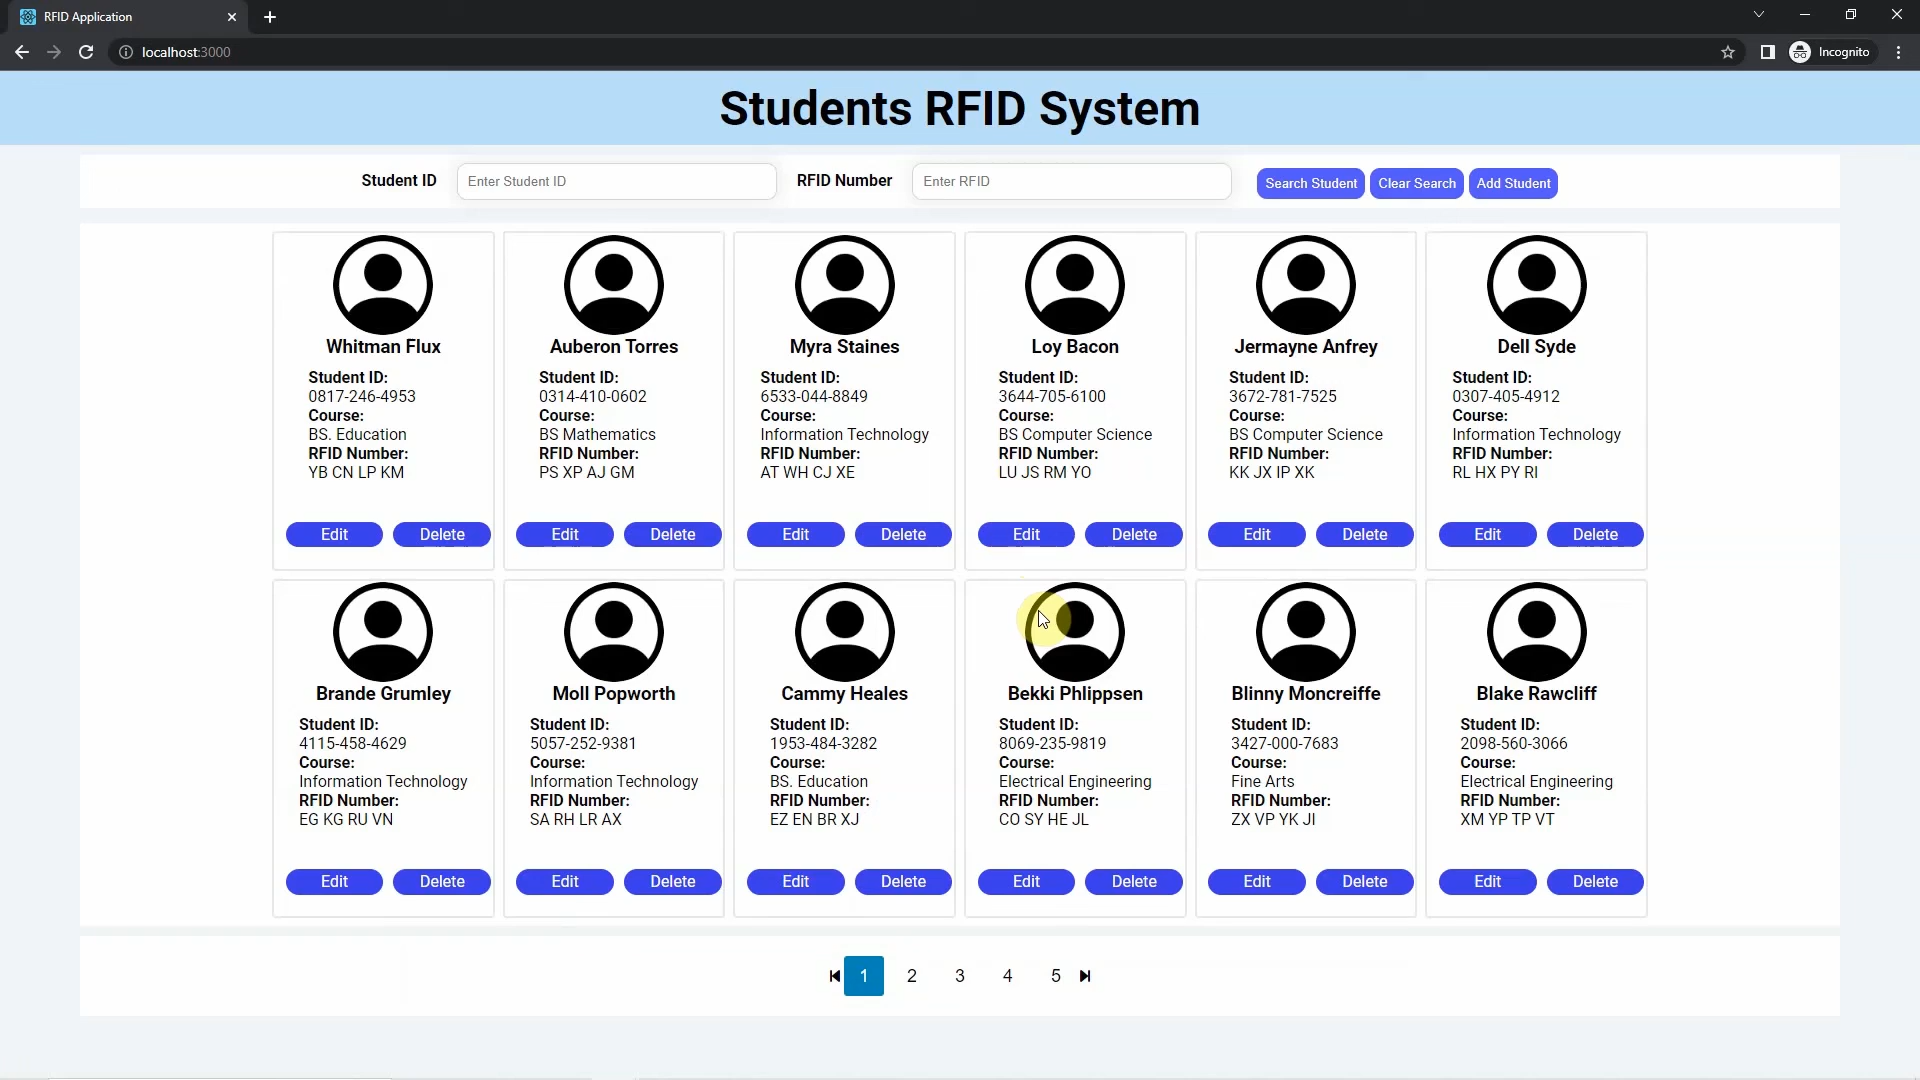 RFID Application
localhost:3000
Incognito
Students RFID System
Student ID
Enter Student ID
RFID Number
Enter RFID
Search Student
Clear Search
Add Student
Whitman Flux
Student ID:
0817-246-4953
Course:
BS. Education
RFID Number:
YB CN LP KM
Edit
Delete
Auberon Torres
Student ID:
0314-410-0602
Course:
BS Mathematics
RFID Number:
PS XP AJ GM
Edit
Delete
Myra Staines
Student ID:
6533-044-8849
Course:
Information Technology
RFID Number:
AT WH CJ XE
Edit
Delete
Loy Bacon
Student ID:
3644-705-6100
Course:
BS Computer Science
RFID Number:
LU JS RM YO
Edit
Delete
Jermayne Anfrey
Student ID:
3672-781-7525
Course:
BS Computer Science
RFID Number:
KK JX IP XK
Edit
Delete
Dell Syde
Student ID:
0307-405-4912
Course:
Information Technology
RFID Number:
RL HX PY RI
Edit
Delete
Brande Grumley
Student ID:
4115-458-4629
Course:
Information Technology
RFID Number:
EG KG RU VN
Edit
Delete
Moll Popworth
Student ID:
5057-252-9381
Course:
Information Technology
RFID Number:
SA RH LR AX
Edit
Delete
Cammy Heales
Student ID:
1953-484-3282
Course:
BS. Education
RFID Number:
EZ EN BR XJ
Edit
Delete
Bekki Phlippsen
Student ID:
8069-235-9819
Course:
Electrical Engineering
RFID Number:
CO SY HE JL
Edit
Delete
Blinny Moncreiffe
Student ID:
3427-000-7683
Course:
Fine Arts
RFID Number:
ZX VP YK JI
Edit
Delete
Blake Rawcliff
Student ID:
2098-560-3066
Course:
Electrical Engineering
RFID Number:
XM YP TP VT
Edit
Delete
1 2 3 4 5